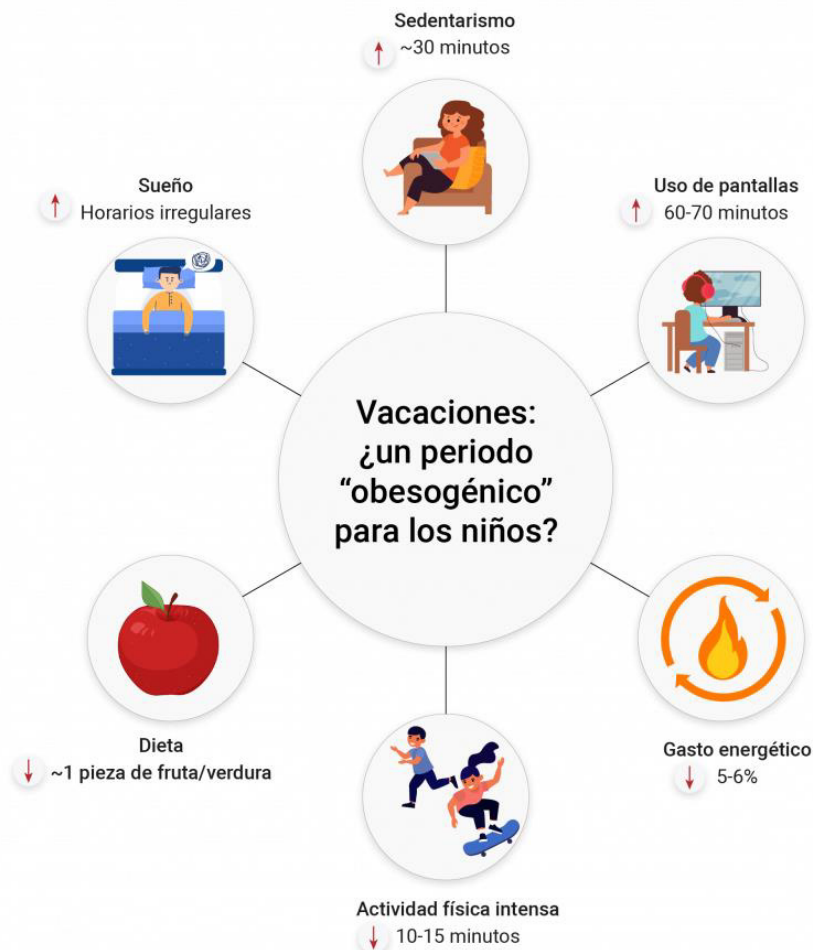 Sedentarismo
↑ ~30 minutos
Sueño
↑ Horarios irregulares
Uso de pantallas
↑ 60-70 minutos
Vacaciones:
¿un periodo
“obesogénico”
para los niños?
Dieta
↓ ~1 pieza de fruta/verdura
Gasto energético
↓ 5-6%
Actividad física intensa
↓ 10-15 minutos